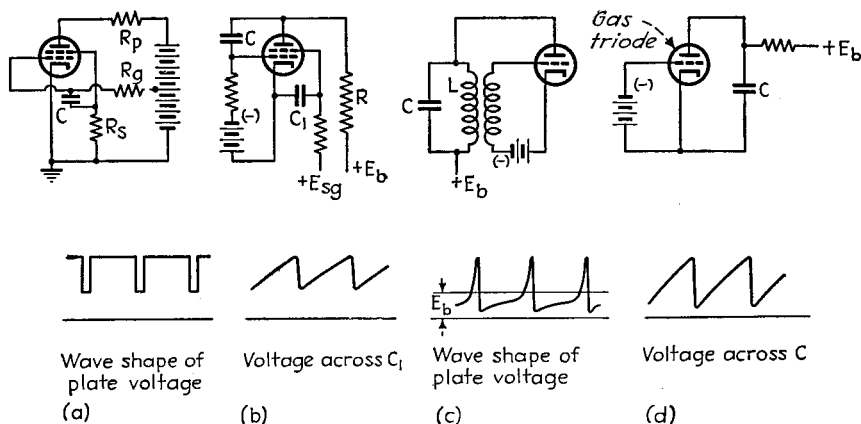 Gas
triode
Rp
Rg
C
Rs
C
(-)
C1
R
+Esg
+Eb
C
L
(-)
+Eb
(-)
C
+Eb
Eb
Wave shape of
plate voltage
(a)
Voltage across C1
(b)
Wave shape of
plate voltage
(c)
Voltage across C
(d)